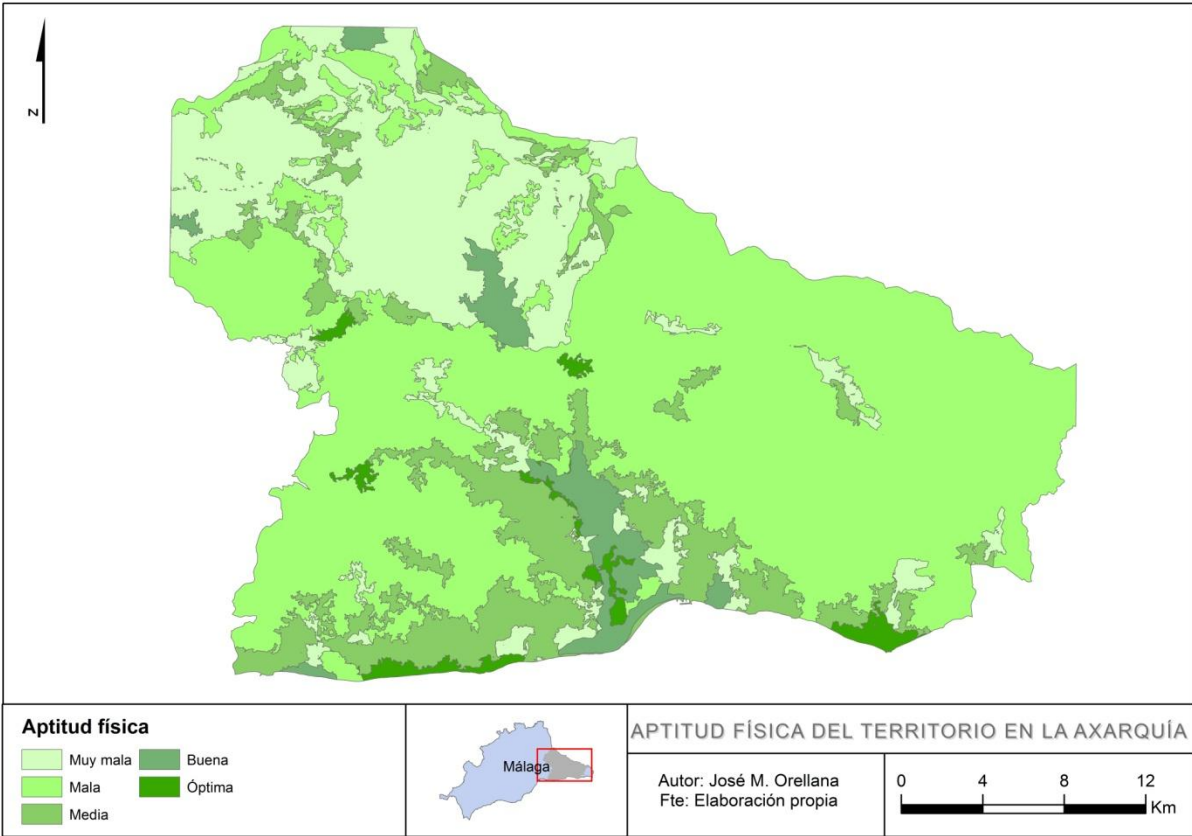 N
Aptitud física
Muy mala
Mala
Media
Buena
Óptima
Málaga
APTITUD FÍSICA DEL TERRITORIO EN LA AXARQUÍA
Autor: José M. Orellana
Fte: Elaboración propia
0 4 8 12
Km